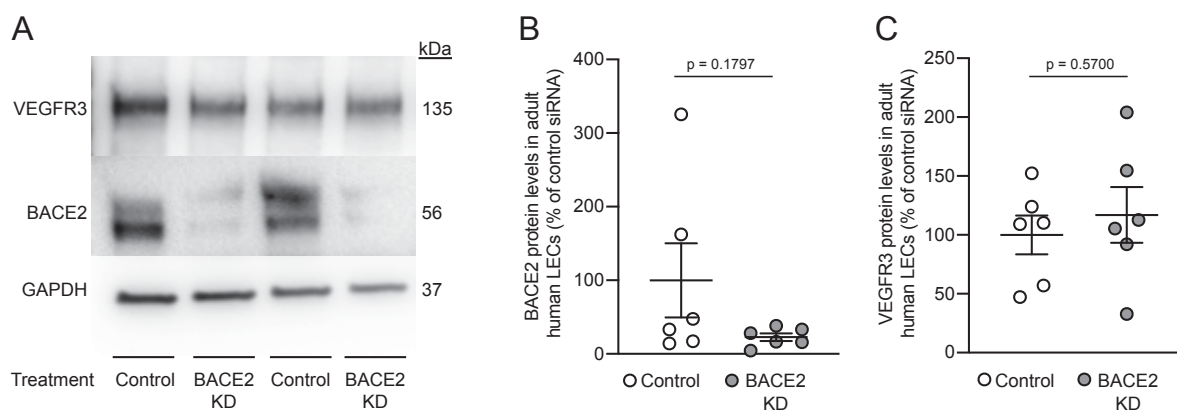 A
kDa
VEGFR3
135
BACE2
56
GAPDH
37
Treatment
Control
BACE2
KD
Control
BACE2
KD
B
BACE2 protein levels in adult
human LECs (% of control siRNA)
400
300
200
100
0
p = 0.1797
Control
BACE2
KD
C
VEGFR3 protein levels in adult
human LECs (% of control siRNA)
250
200
150
100
50
0
p = 0.5700
Control
BACE2
KD